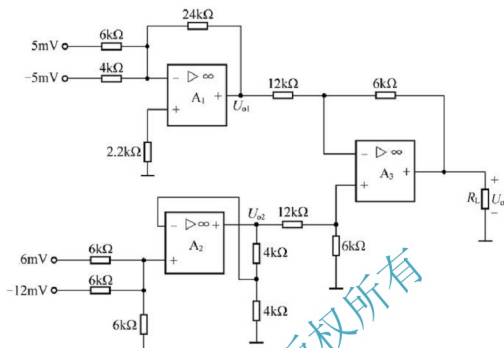 24kΩ
5mV
6kΩ
-5mV
4kΩ
- ▷ ∞
A₁
+
Uₒ₁
12kΩ
6kΩ
2.2kΩ
- ▷ ∞
A₃
+
+
R_L
+
Uₒ
-
- ▷∞ +
A₂
+
Uₒ₂
12kΩ
6kΩ
4kΩ
4kΩ
6mV
6kΩ
-12mV
6kΩ
6kΩ
权所有